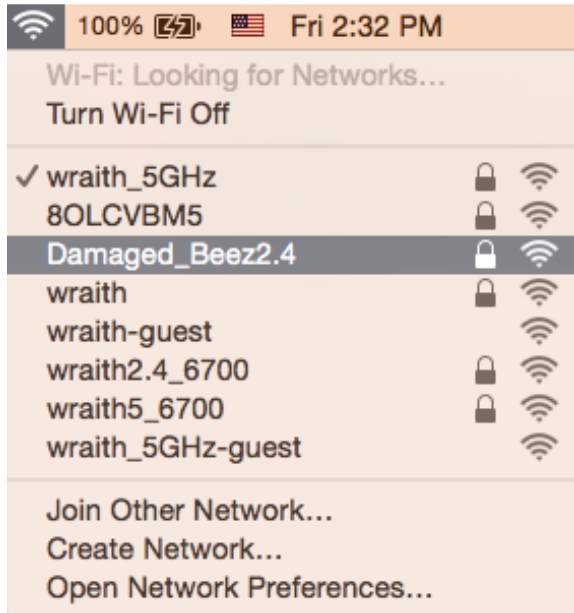 100% Fri 2:32 PM
Wi-Fi: Looking for Networks...
Turn Wi-Fi Off
wraith_5GHz
8OLCVBM5
Damaged_Beez2.4
wraith
wraith-guest
wraith2.4_6700
wraith5_6700
wraith_5GHz-guest
Join Other Network...
Create Network...
Open Network Preferences...